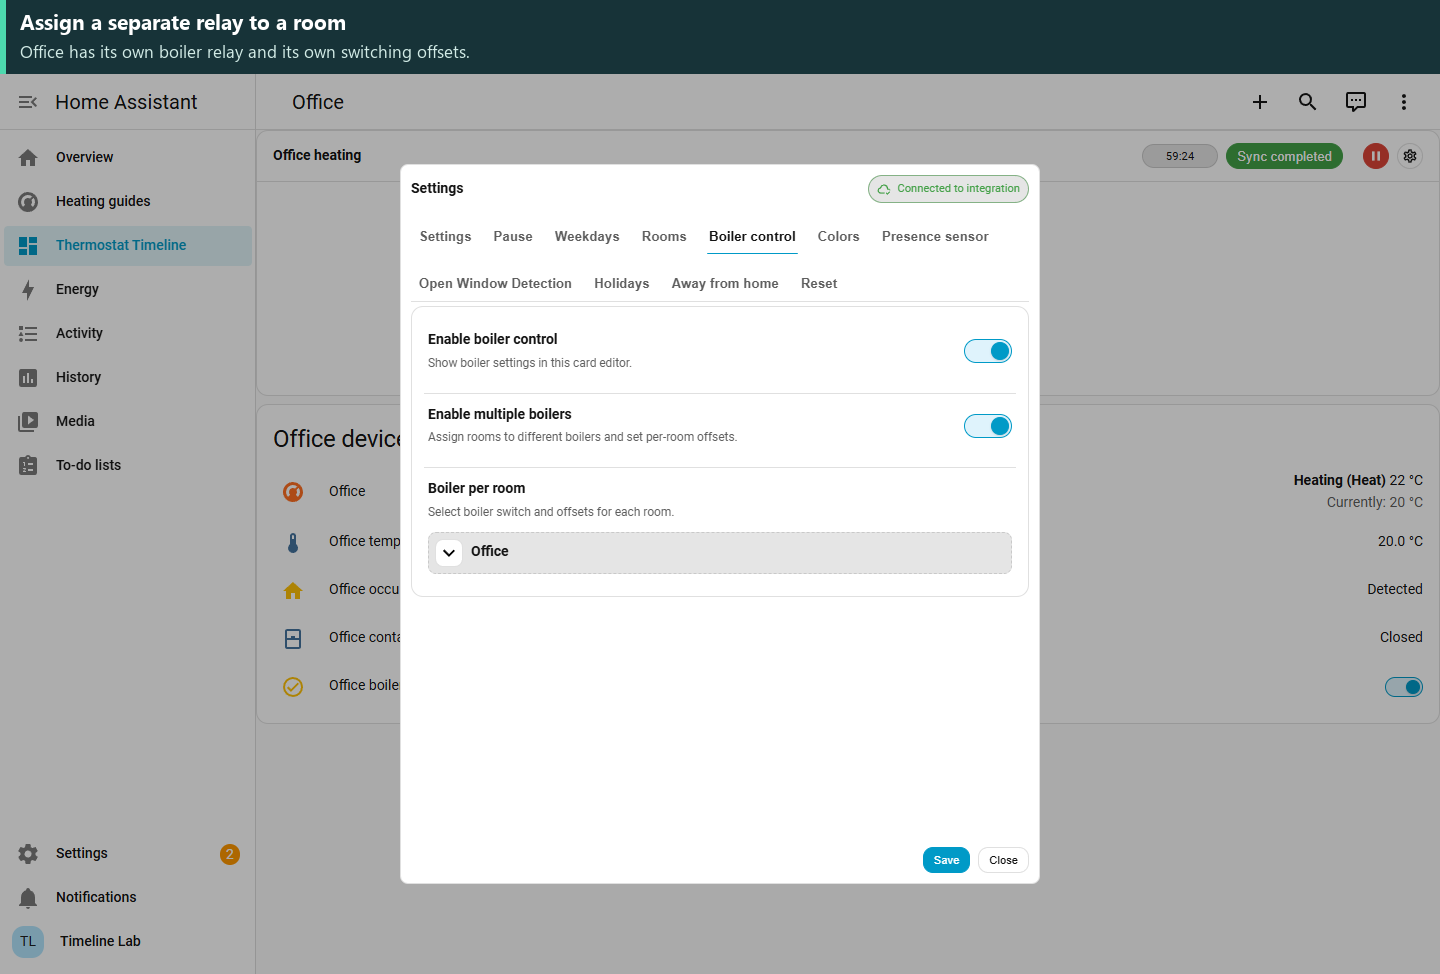 Assign a separate relay to a room
Office has its own boiler relay and its own switching offsets.
Home Assistant
Office
Overview
Heating guides
Thermostat Timeline
Energy
Activity
History
Media
To-do lists
Settings
2
Notifications
TL
Timeline Lab
Office heating
59:24
Sync completed
Settings
Connected to integration
Settings
Pause
Weekdays
Rooms
Boiler control
Colors
Presence sensor
Open Window Detection
Holidays
Away from home
Reset
Enable boiler control
Show boiler settings in this card editor.
Enable multiple boilers
Assign rooms to different boilers and set per-room offsets.
Boiler per room
Select boiler switch and offsets for each room.
Office
Save
Close
Office device
Office
Heating (Heat) 22 °C
Currently: 20 °C
Office temp
20.0 °C
Office occu
Detected
Office conta
Closed
Office boile